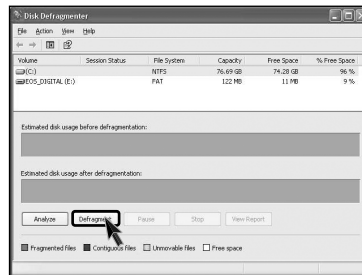 Disk Defragmenter
File Action View Help
Volume Session Status File System Capacity Free Space % Free Space
(C:) NTFS 76.69 GB 74.28 GB 96 %
EOS_DIGITAL (E:) FAT 122 MB 11 MB 9 %
Estimated disk usage before defragmentation:
Estimated disk usage after defragmentation:
Analyze Defragment Pause Stop View Report
Fragmented files Contiguous files Unmovable files Free space